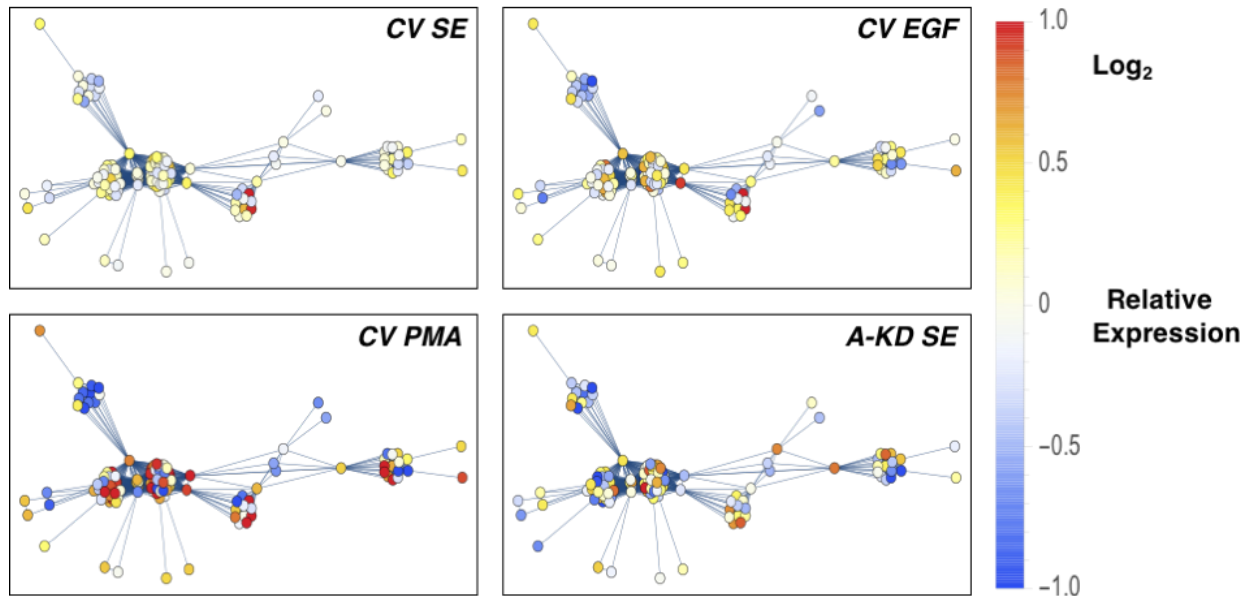 CV SE
CV EGF
CV PMA
A-KD SE
1.0
0.5
0
−0.5
−1.0
Log₂
Relative
Expression